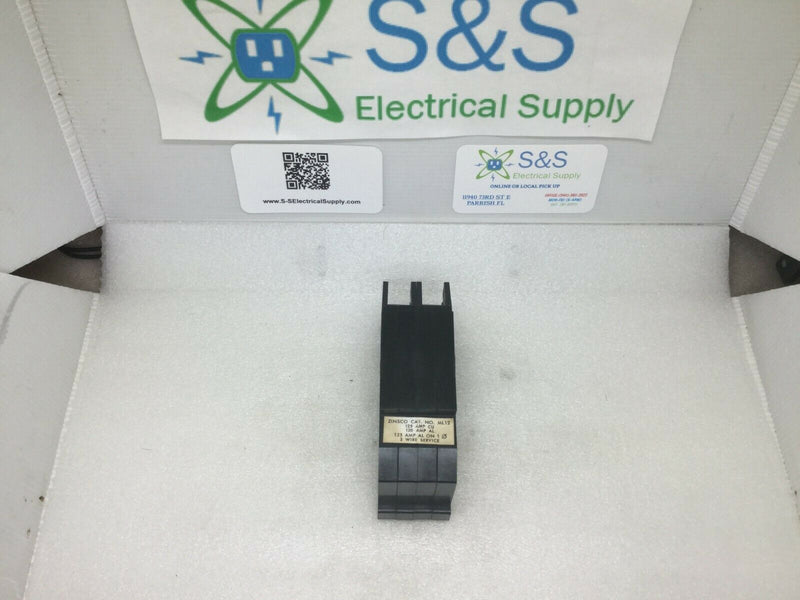 S&S
Electrical Supply
www.S-SElectricalSupply.com
S&S
Electrical Supply
ONLINE OR LOCAL PICK UP
11940 73RD ST E
PARRISH FL
ZINSCO CAT. NO. ML12
125 AMP CU
100 AMP AL
125 AMP AL ON 1 Ø
3 WIRE SERVICE